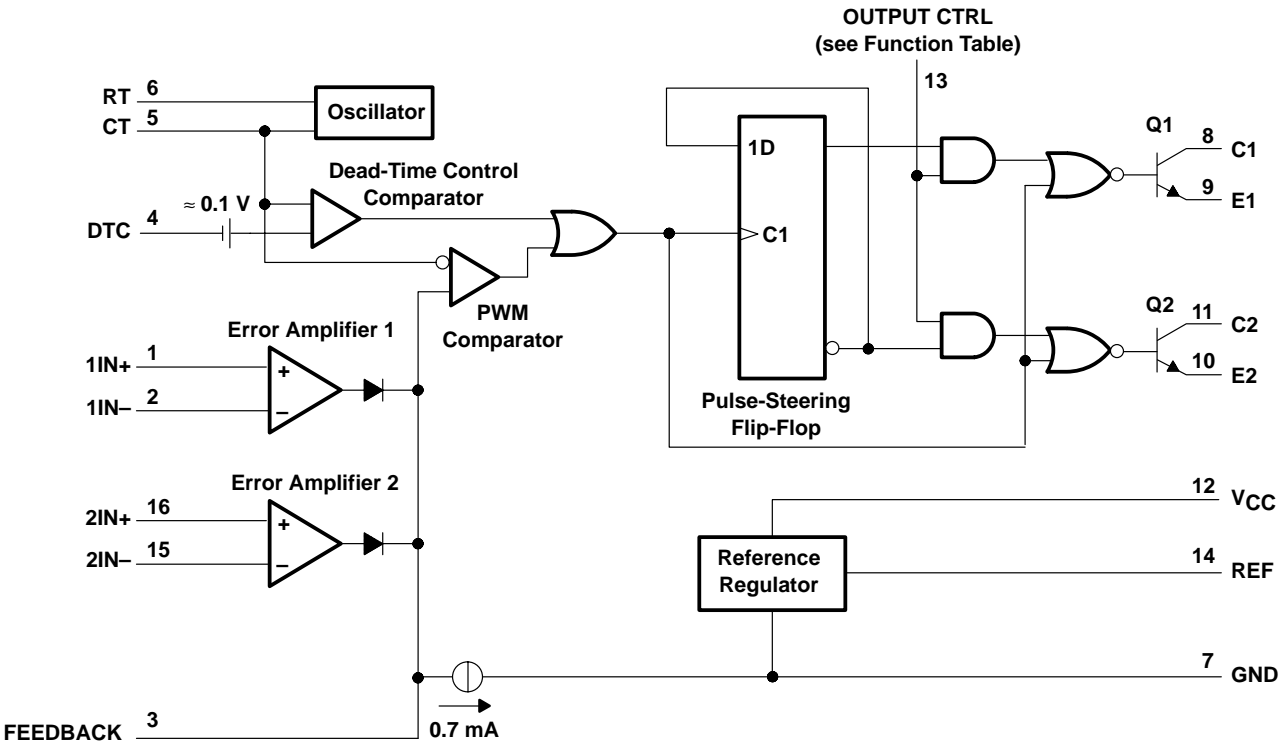 OUTPUT CTRL
(see Function Table)
13
RT 6
CT 5
Oscillator
Dead-Time Control
Comparator
≈ 0.1 V
DTC 4
PWM
Comparator
1D
C1
Pulse-Steering
Flip-Flop
Q1
8 C1
9 E1
Q2
11 C2
10 E2
Error Amplifier 1
1IN+ 1
1IN– 2
+
–
Error Amplifier 2
2IN+ 16
2IN– 15
+
–
12 VCC
Reference
Regulator
14 REF
7 GND
0.7 mA
FEEDBACK 3